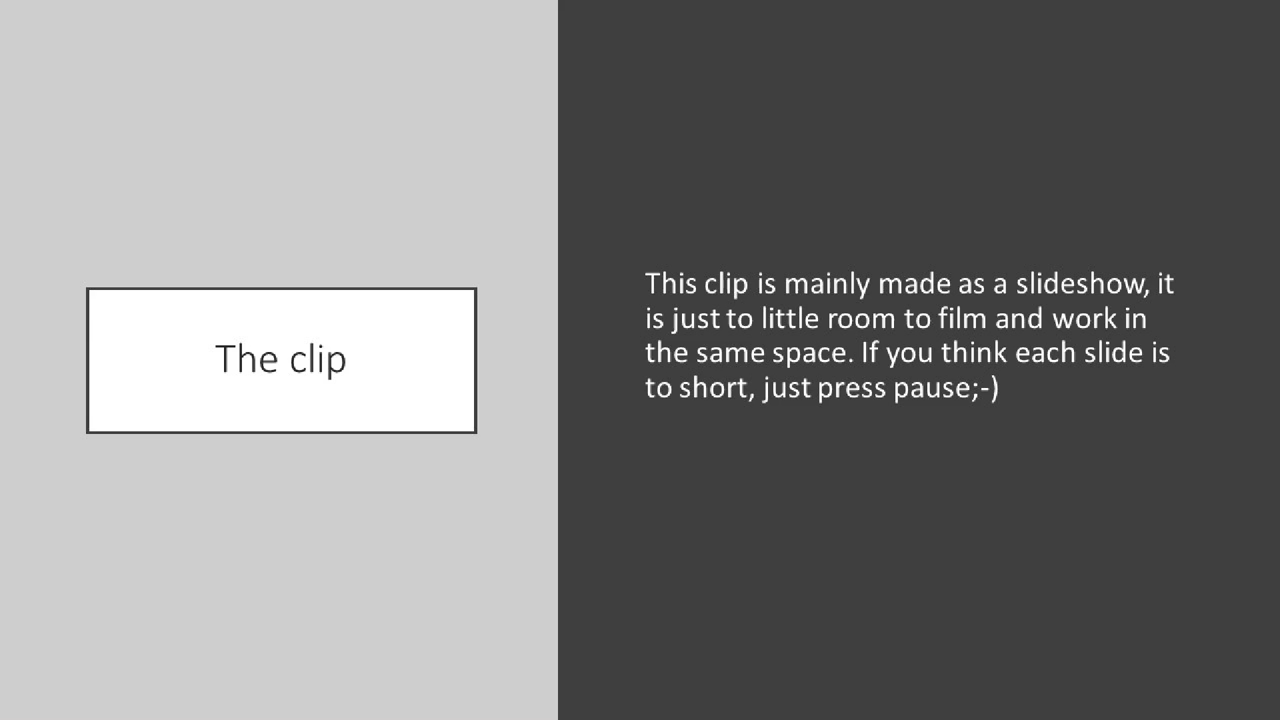 The clip
This clip is mainly made as a slideshow, it
is just to little room to film and work in
the same space. If you think each slide is
to short, just press pause;-)